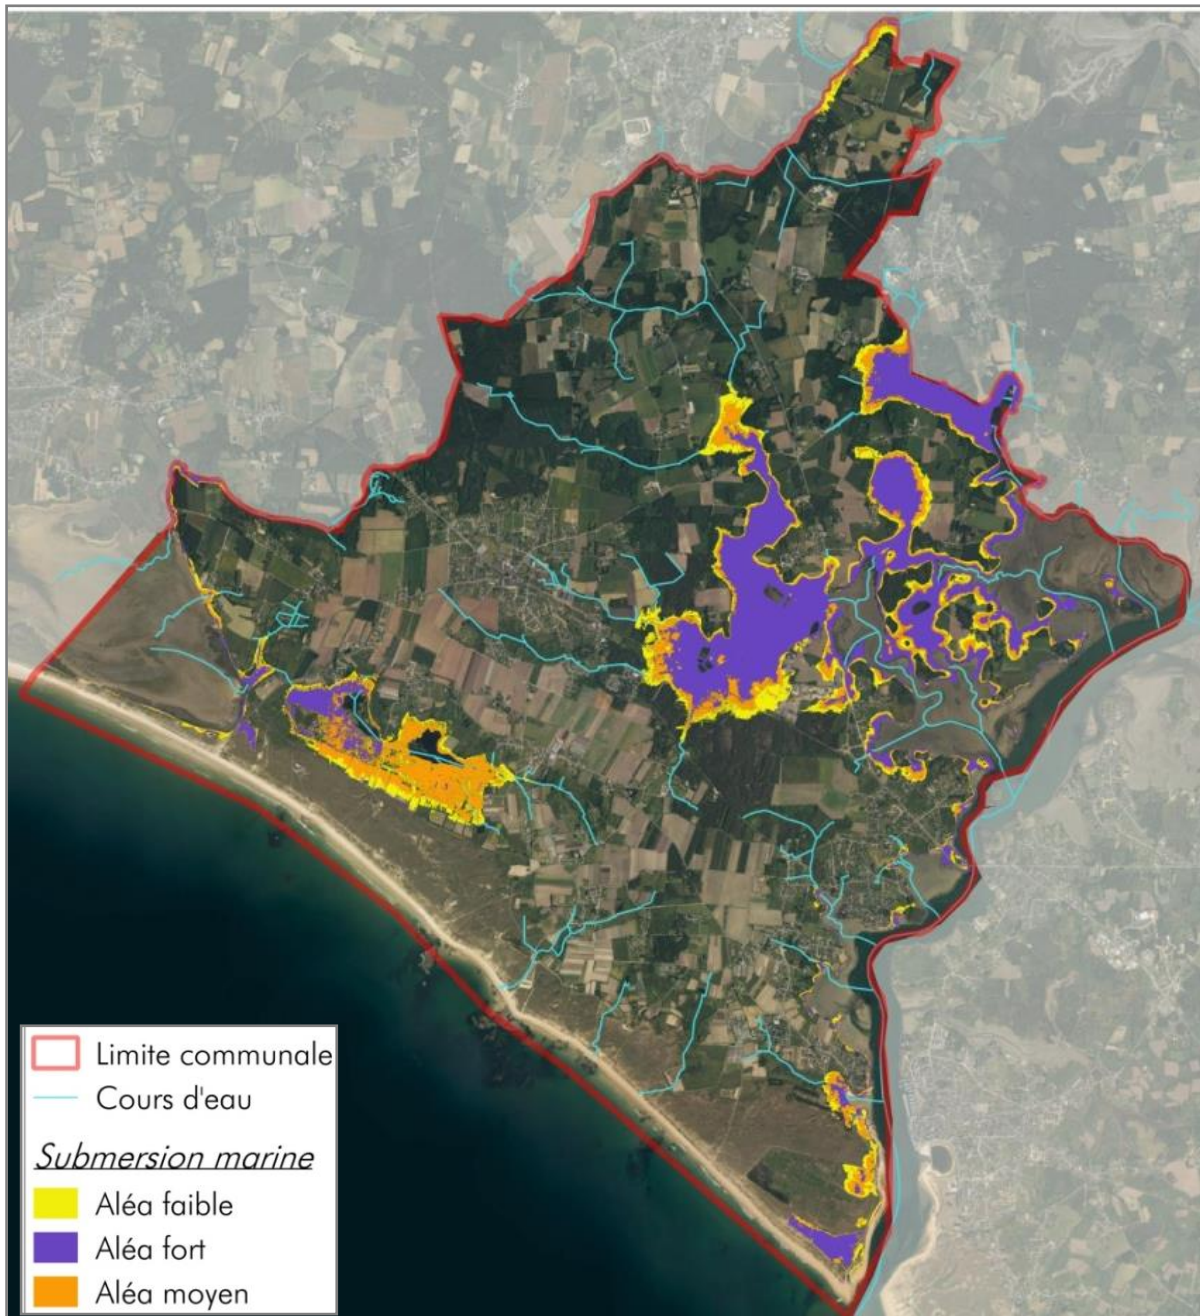 Limite communale
Cours d'eau
Submersion marine
Aléa faible
Aléa fort
Aléa moyen